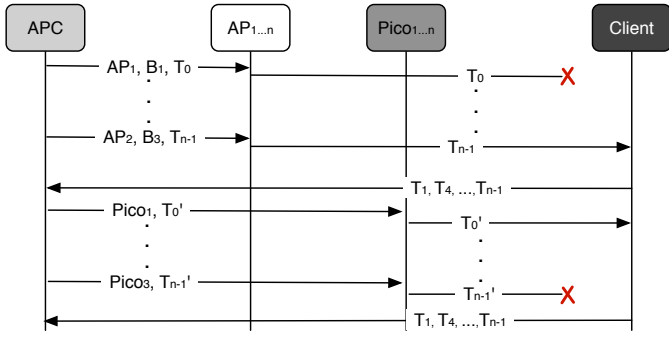 APC AP1...n Pico1...n Client
AP1, B1, T0
T0
AP2, B3, Tn-1
Tn-1
T1, T4, ...,Tn-1
Pico1, T0'
T0'
Pico3, Tn-1'
Tn-1'
T1, T4, ...,Tn-1